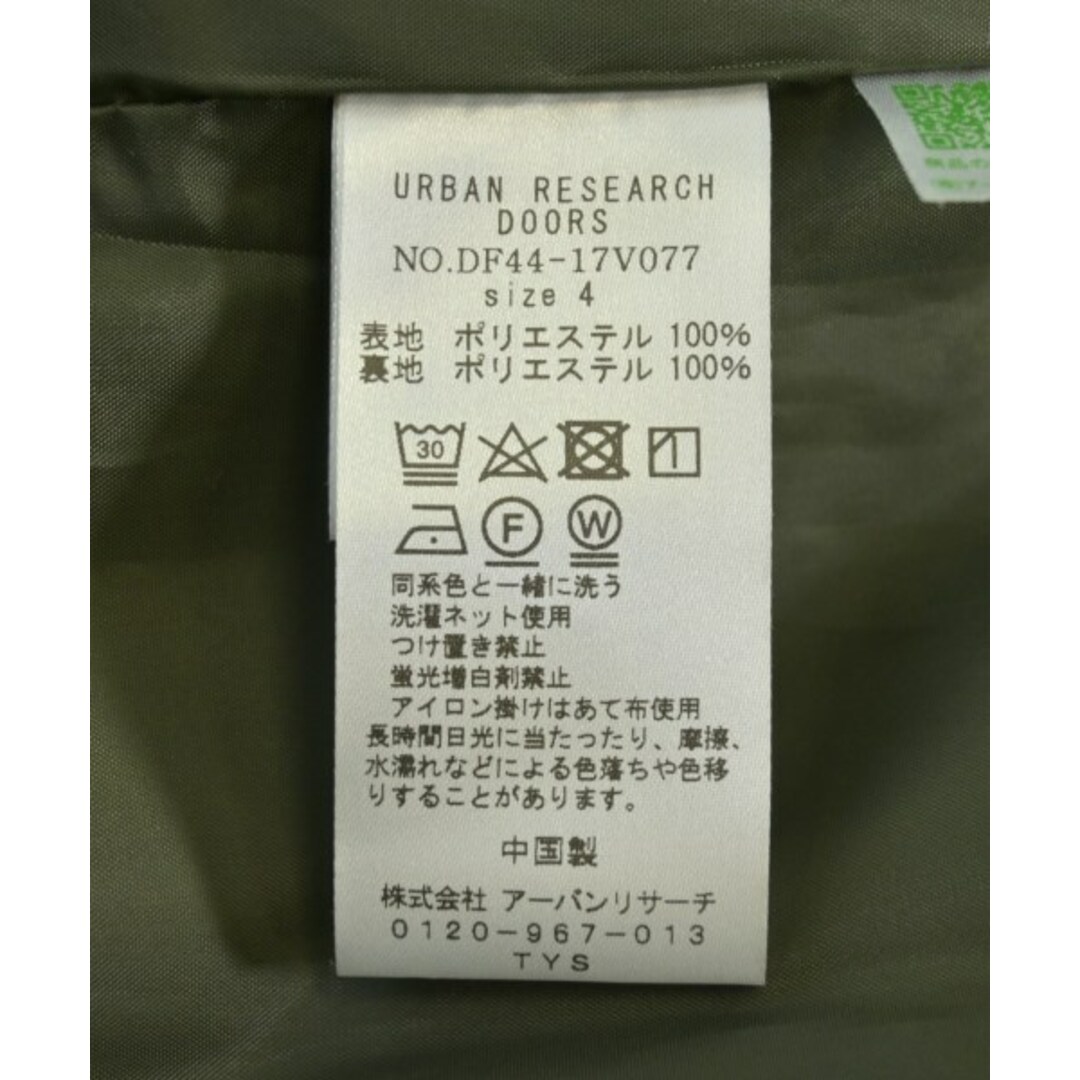 URBAN RESEARCH
DOORS
NO.DF44-17V077
size 4
表地 ポリエステル 100%
裏地 ポリエステル 100%
30
F
W
同系色と一緒に洗う
洗濯ネット使用
つけ置き禁止
蛍光増白剤禁止
アイロン掛けはあて布使用
長時間日光に当たったり、摩擦、
水濡れなどによる色落ちや色移
りすることがあります。
中国製
株式会社 アーバンリサーチ
0120-967-013
TYS